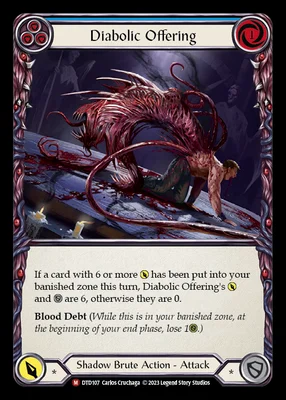 Diabolic Offering
If a card with 6 or more has been put into your
banished zone this turn, Diabolic Offering's
and are 6, otherwise they are 0.
Blood Debt (While this is in your banished zone, at
the beginning of your end phase, lose 1.)
* Shadow Brute Action - Attack *
M DTD107 Carlos Cruchaga © 2023 Legend Story Studios